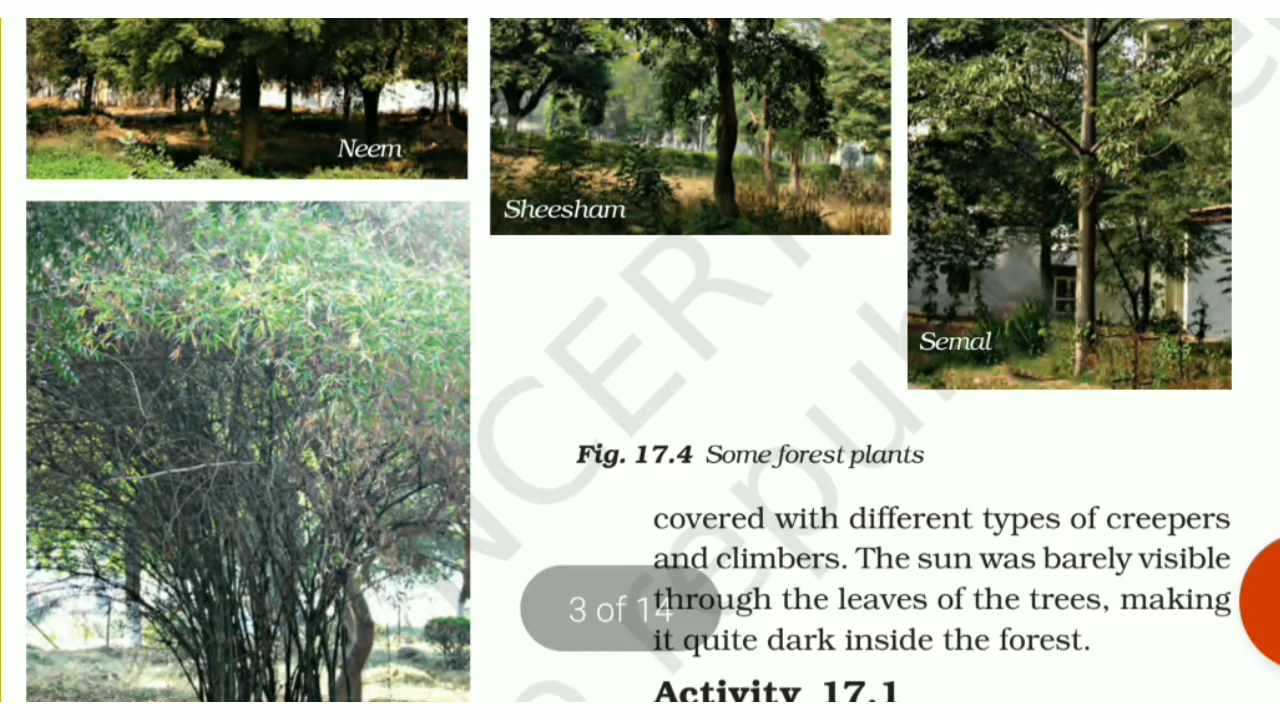 Neem
Sheesham
Semal
Fig. 17.4 Some forest plants
covered with different types of creepers
and climbers. The sun was barely visible
through the leaves of the trees, making
it quite dark inside the forest.
3 of 14
Activity 17.1
NCERT
repub